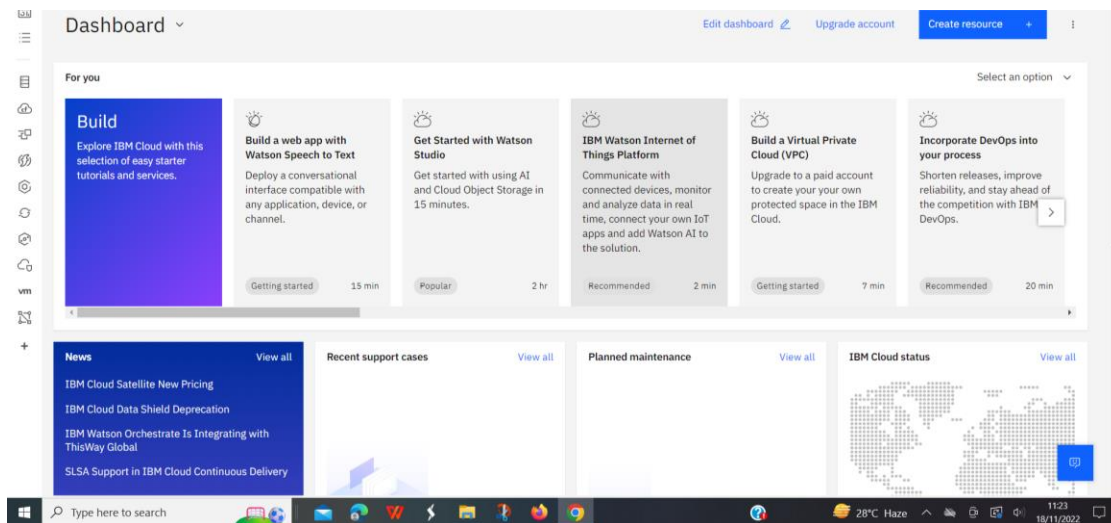 Dashboard
Edit dashboard
Upgrade account
Create resource +
For you
Select an option
Build
Explore IBM Cloud with this
selection of easy starter
tutorials and services.
Build a web app with
Watson Speech to Text
Deploy a conversational
interface compatible with
any application, device, or
channel.
Getting started 15 min
Get Started with Watson
Studio
Get started with using AI
and Cloud Object Storage in
15 minutes.
Popular 2 hr
IBM Watson Internet of
Things Platform
Communicate with
connected devices, monitor
and analyze data in real
time, connect your own IoT
apps and add Watson AI to
the solution.
Recommended 2 min
Build a Virtual Private
Cloud (VPC)
Upgrade to a paid account
to create your your own
protected space in the IBM
Cloud.
Getting started 7 min
Incorporate DevOps into
your process
Shorten releases, improve
reliability, and stay ahead of
the competition with IBM
DevOps.
Recommended 20 min
vm
+
News View all
IBM Cloud Satellite New Pricing
IBM Cloud Data Shield Deprecation
IBM Watson Orchestrate Is Integrating with
ThisWay Global
SLSA Support in IBM Cloud Continuous Delivery
Recent support cases View all
Planned maintenance View all
IBM Cloud status View all
Type here to search
28°C Haze
11:23
18/11/2022